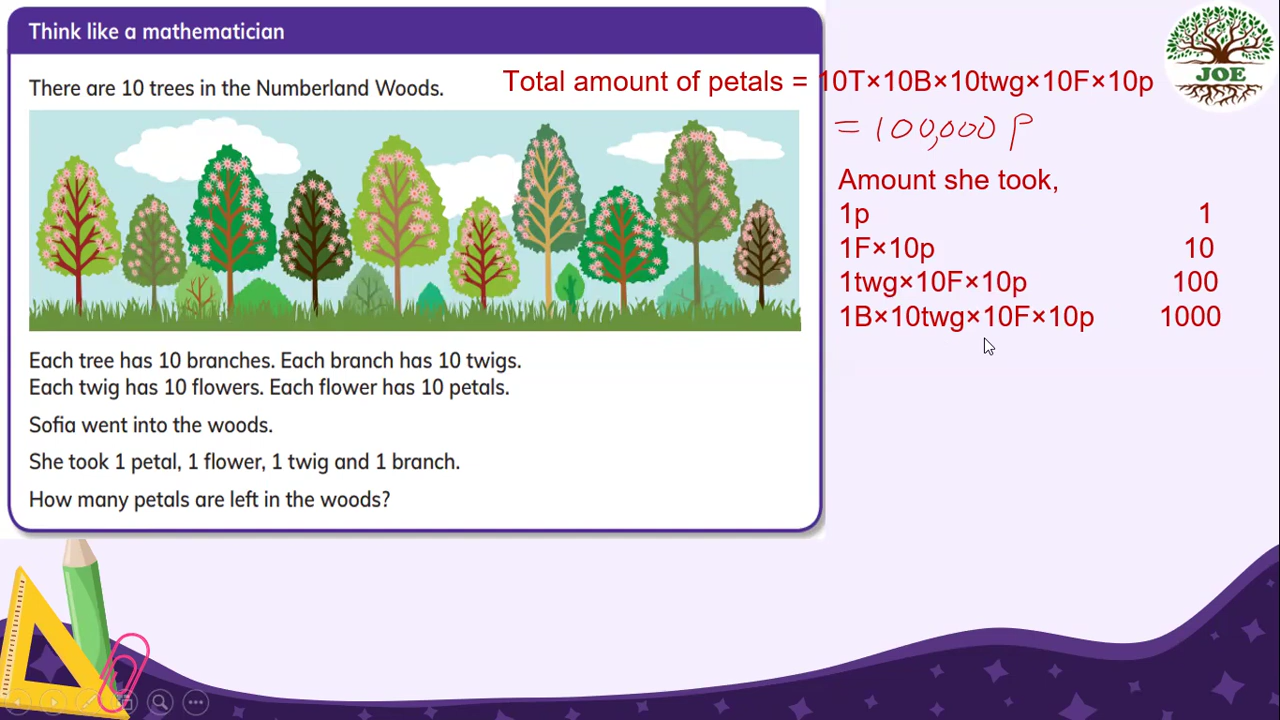 Think like a mathematician
There are 10 trees in the Numberland Woods.
Each tree has 10 branches. Each branch has 10 twigs.
Each twig has 10 flowers. Each flower has 10 petals.
Sofia went into the woods.
She took 1 petal, 1 flower, 1 twig and 1 branch.
How many petals are left in the woods?
Total amount of petals = 10T×10B×10twg×10F×10p
= 100,000 p
Amount she took,
1p 1
1F×10p 10
1twg×10F×10p 100
1B×10twg×10F×10p 1000
JOE